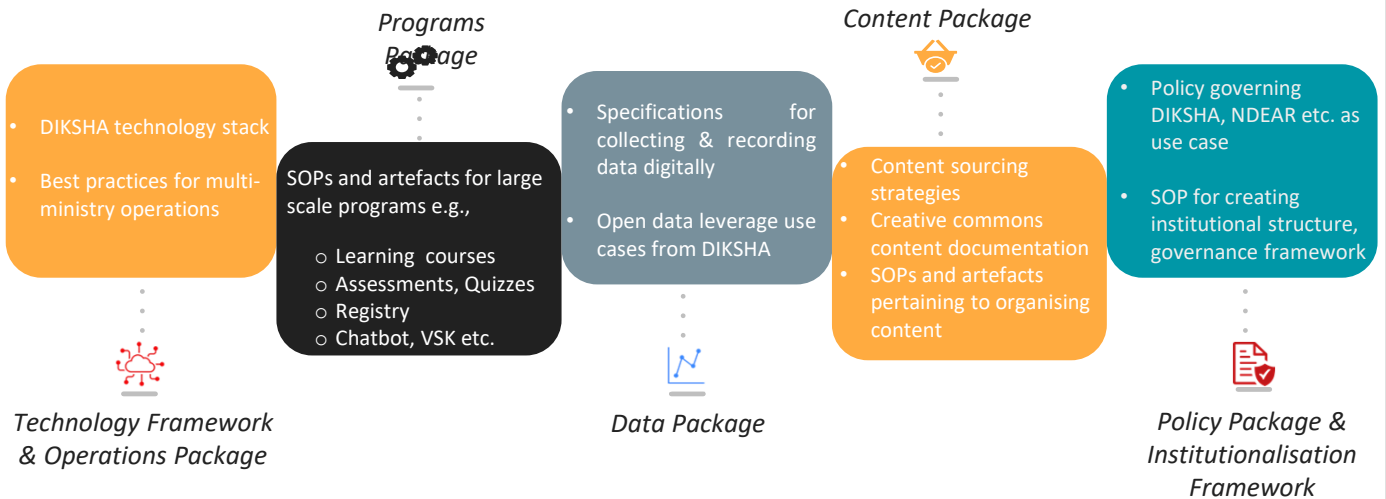 Programs
Package
Content Package
• DIKSHA technology stack
• Best practices for multi-
ministry operations
SOPs and artefacts for large
scale programs e.g.,
o Learning courses
o Assessments, Quizzes
o Registry
o Chatbot, VSK etc.
• Specifications for
collecting & recording
data digitally
• Open data leverage use
cases from DIKSHA
• Content sourcing
strategies
• Creative commons
content documentation
• SOPs and artefacts
pertaining to organising
content
• Policy governing
DIKSHA, NDEAR etc. as
use case
• SOP for creating
institutional structure,
governance framework
Technology Framework
& Operations Package
Data Package
Policy Package &
Institutionalisation
Framework